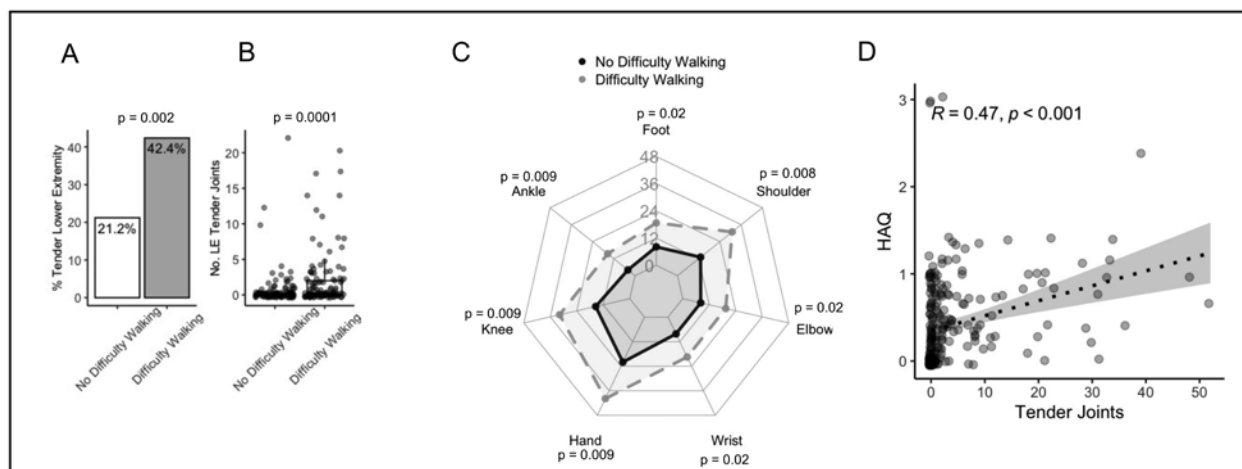 A
p = 0.002
% Tender Lower Extremity
40
30
20
10
0
21.2%
42.4%
No Difficulty Walking
Difficulty Walking
B
p = 0.0001
No. LE Tender Joints
20
15
10
5
0
No Difficulty Walking
Difficulty Walking
C
No Difficulty Walking
Difficulty Walking
p = 0.02
Foot
48
36
24
12
0
p = 0.009
Ankle
p = 0.008
Shoulder
p = 0.009
Knee
p = 0.02
Elbow
Hand
p = 0.009
Wrist
p = 0.02
D
R = 0.47, p < 0.001
HAQ
3
2
1
0
0
10
20
30
40
50
Tender Joints